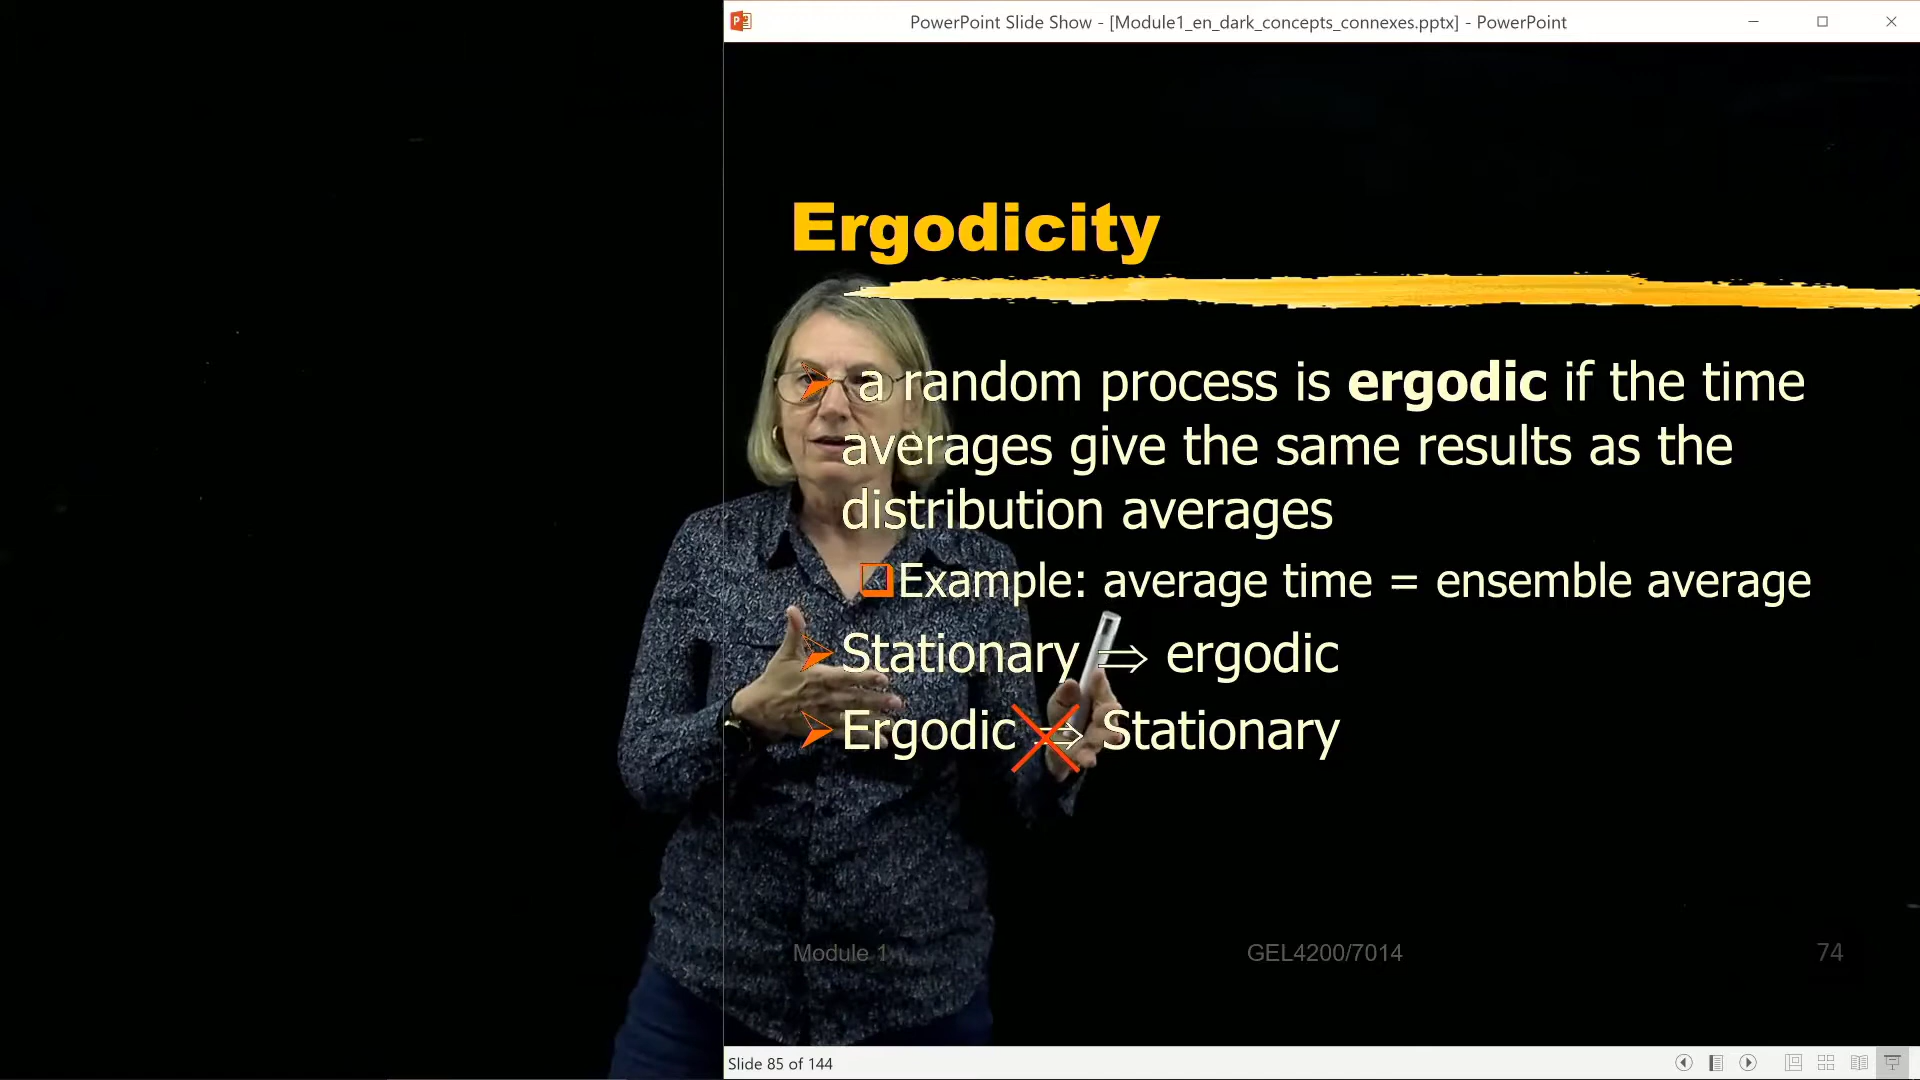 PowerPoint Slide Show - [Module1_en_dark_concepts_connexes.pptx] - PowerPoint
Ergodicity
a random process is ergodic if the time
averages give the same results as the
distribution averages
Example: average time = ensemble average
Stationary ⇒ ergodic
Ergodic ⇒ Stationary
Module 1 GEL4200/7014 74
Slide 85 of 144